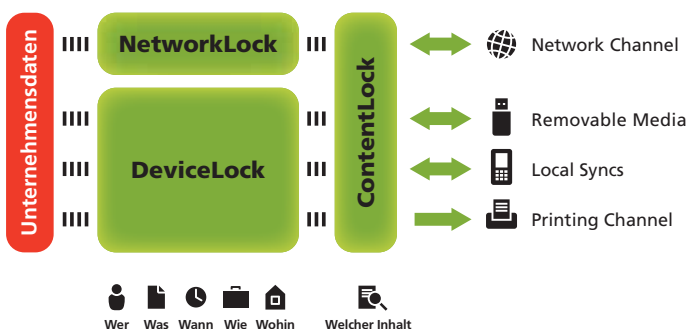 Unternehmensdaten
NetworkLock
DeviceLock
ContentLock
Network Channel
Removable Media
Local Syncs
Printing Channel
Wer Was Wann Wie Wohin Welcher Inhalt